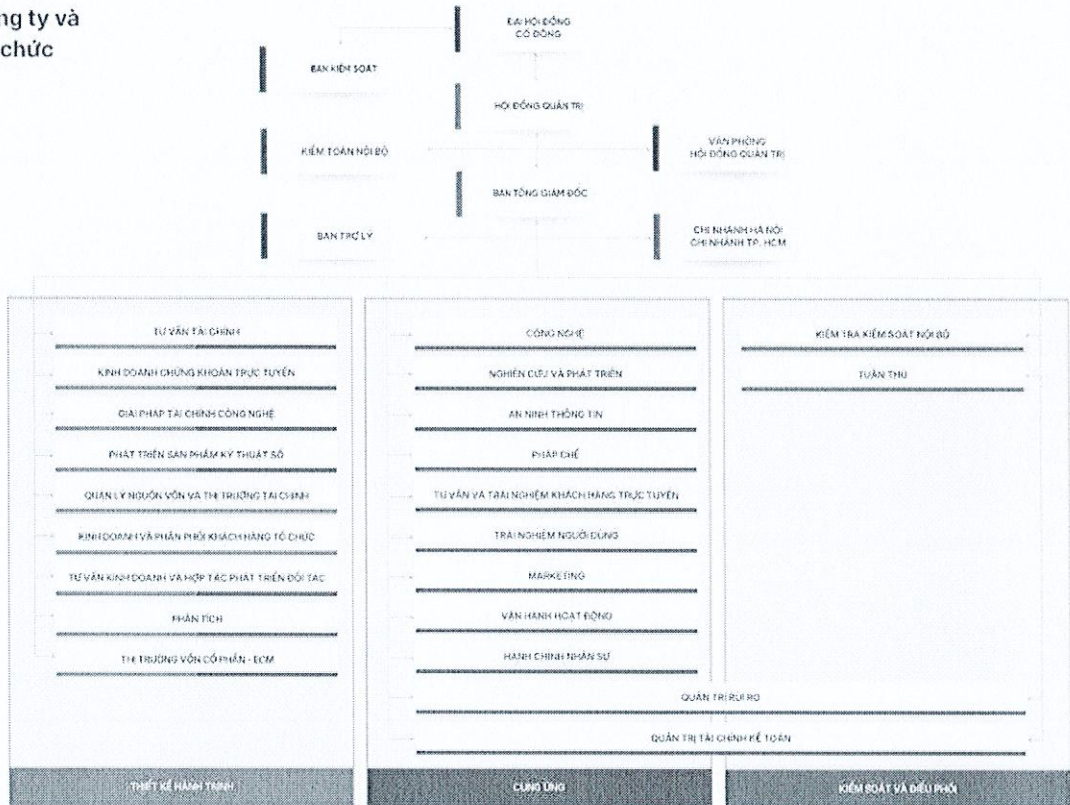 ng ty và
chức
ĐẠI HỘI ĐỒNG
CỔ ĐÔNG
BAN KIỂM SOÁT
HỘI ĐỒNG QUẢN TRỊ
KIỂM TOÁN NỘI BỘ
VĂN PHÒNG
HỘI ĐỒNG QUẢN TRỊ
BAN TỔNG GIÁM ĐỐC
BAN TRỢ LÝ
CHI NHÁNH HÀ NỘI
CHI NHÁNH TP. HCM
TƯ VẤN TÀI CHÍNH
KINH DOANH CHỨNG KHOÁN TRỰC TUYẾN
GIẢI PHÁP TÀI CHÍNH CÔNG NGHỆ
PHÁT TRIỂN SẢN PHẨM KỸ THUẬT SỐ
QUẢN LÝ NGUỒN VỐN VÀ THỊ TRƯỜNG TÀI CHÍNH
KINH DOANH VÀ PHÂN PHỐI KHÁCH HÀNG TỔ CHỨC
TƯ VẤN KINH DOANH VÀ HỢP TÁC PHÁT TRIỂN ĐỐI TÁC
PHÂN TÍCH
THỊ TRƯỜNG VỐN CỔ PHẦN - ECM
THIẾT KẾ HÀNH TRÌNH
CÔNG NGHỆ
NGHIÊN CỨU VÀ PHÁT TRIỂN
AN NINH THÔNG TIN
PHÁP CHẾ
TƯ VẤN VÀ TRẢI NGHIỆM KHÁCH HÀNG TRỰC TUYẾN
TRẢI NGHIỆM NGƯỜI DÙNG
MARKETING
VẬN HÀNH HOẠT ĐỘNG
HÀNH CHÍNH NHÂN SỰ
QUẢN TRỊ RỦI RO
QUẢN TRỊ TÀI CHÍNH KẾ TOÁN
CUNG ỨNG
KIỂM TRA KIỂM SOÁT NỘI BỘ
TUÂN THỦ
KIỂM SOÁT VÀ ĐIỀU PHỐI